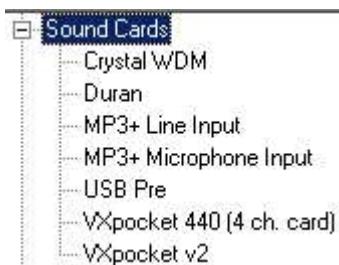 Sound Cards
Crystal WDM
Duran
MP3+ Line Input
MP3+ Microphone Input
USB Pre
VXpocket 440 (4 ch. card)
VXpocket v2